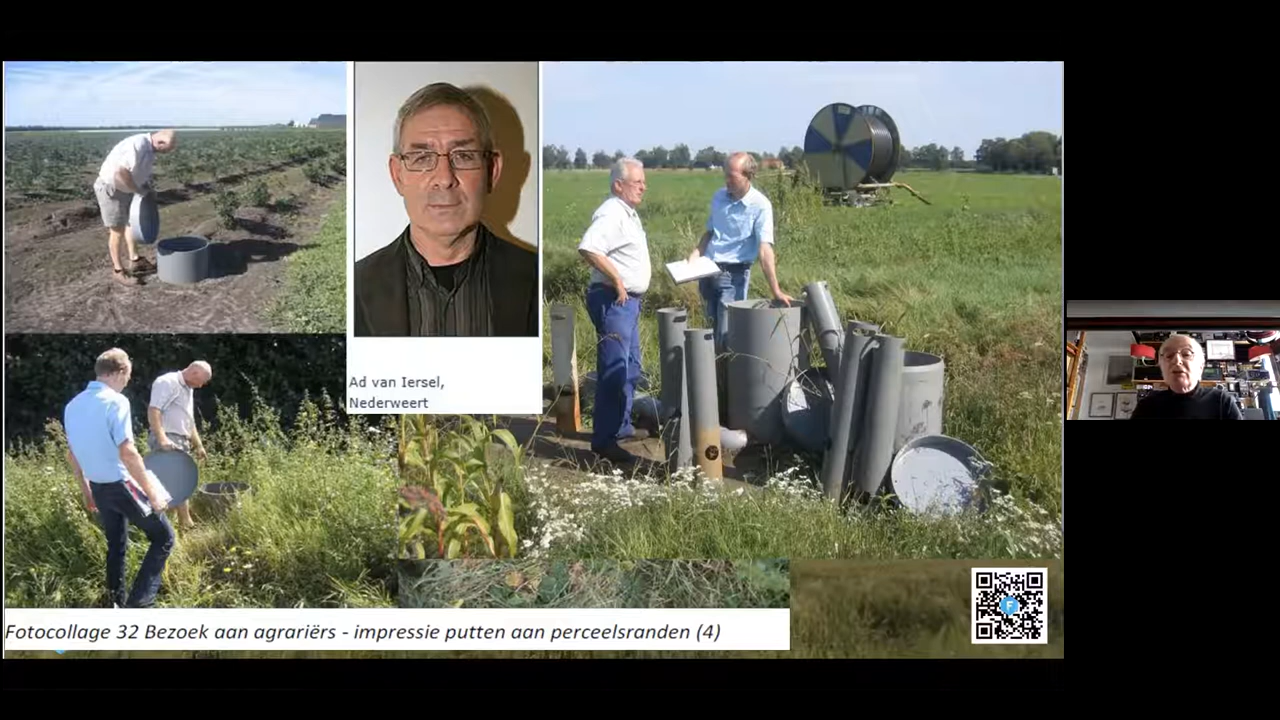 Ad van Iersel,
Nederweert
Fotocollage 32 Bezoek aan agrariërs - impressie putten aan perceelsranden (4)
F